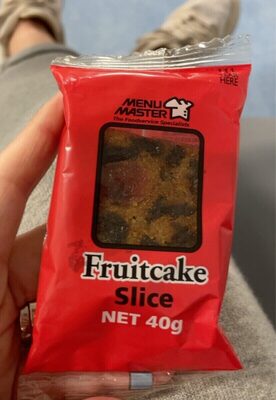 HERE
MENU
MASTER
The Foodservice Specialists
Fruitcake
Slice
NET 40g